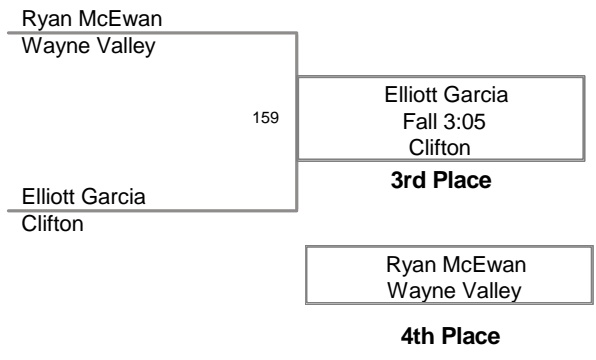 Ryan McEwan
Wayne Valley
159
Elliott Garcia
Clifton
Elliott Garcia
Fall 3:05
Clifton
3rd Place
Ryan McEwan
Wayne Valley
4th Place